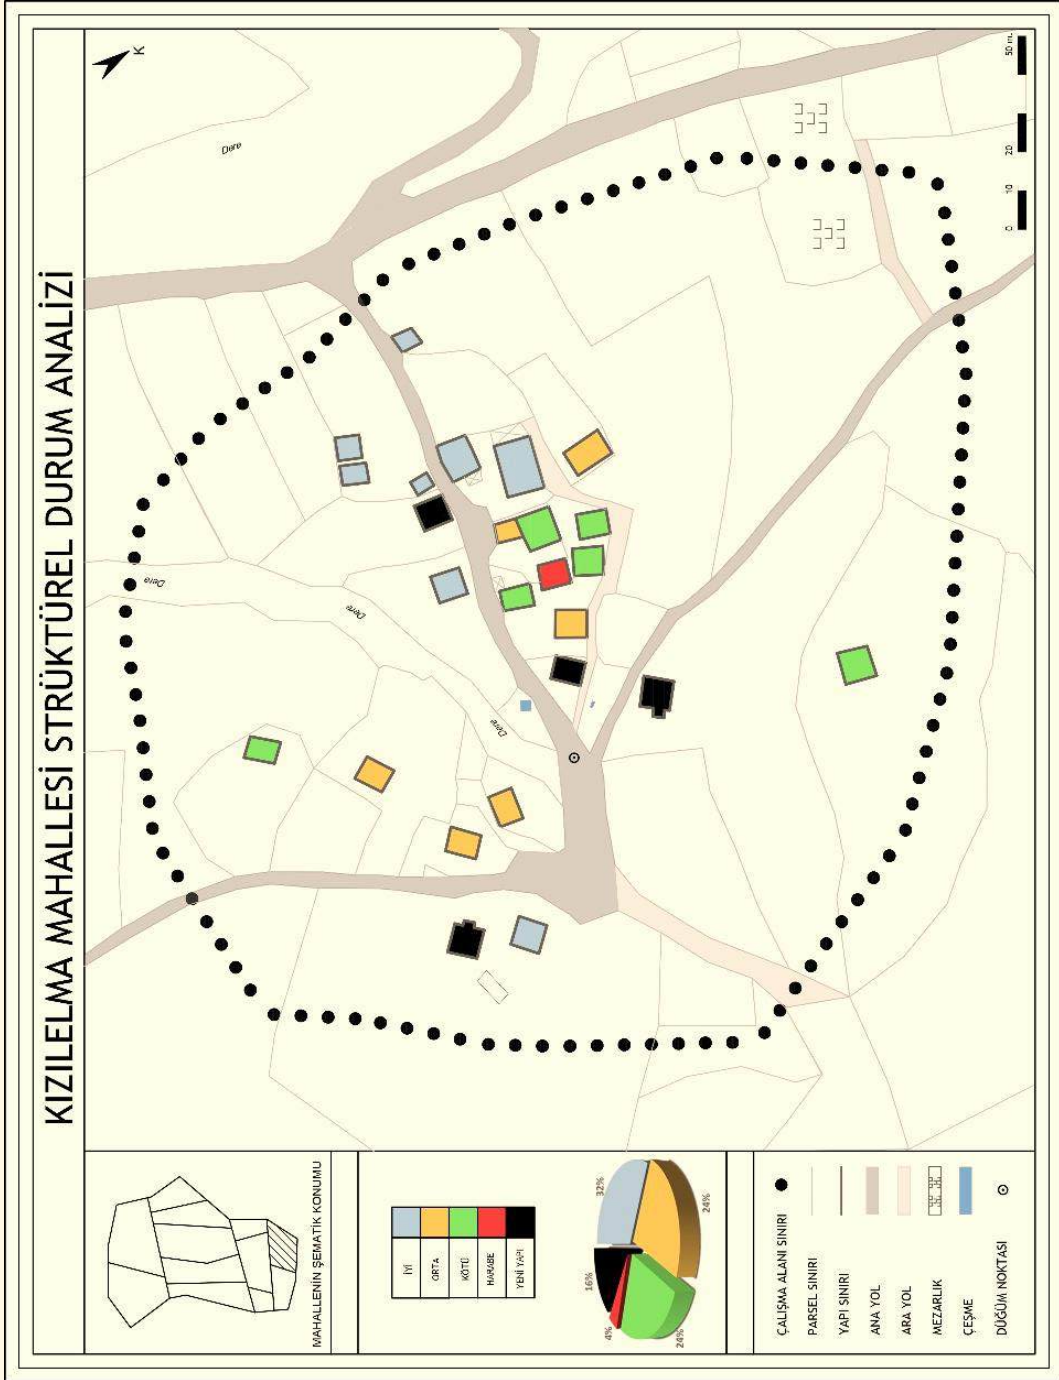 KIZILELMA MAHALLESİ STRÜKTÜREL DURUM ANALİZİ
K
Dere
Dere
Dere
Dere
0 10 20 50 m.
MAHALLENİN ŞEMATİK KONUMU
İYİ
ORTA
KÖTÜ
HARABE
YENİ YAPI
32%
24%
24%
4%
16%
ÇALIŞMA ALANI SINIRI
PARSEL SINIRI
YAPI SINIRI
ANA YOL
ARA YOL
MEZARLIK
ÇEŞME
DÜĞÜM NOKTASI